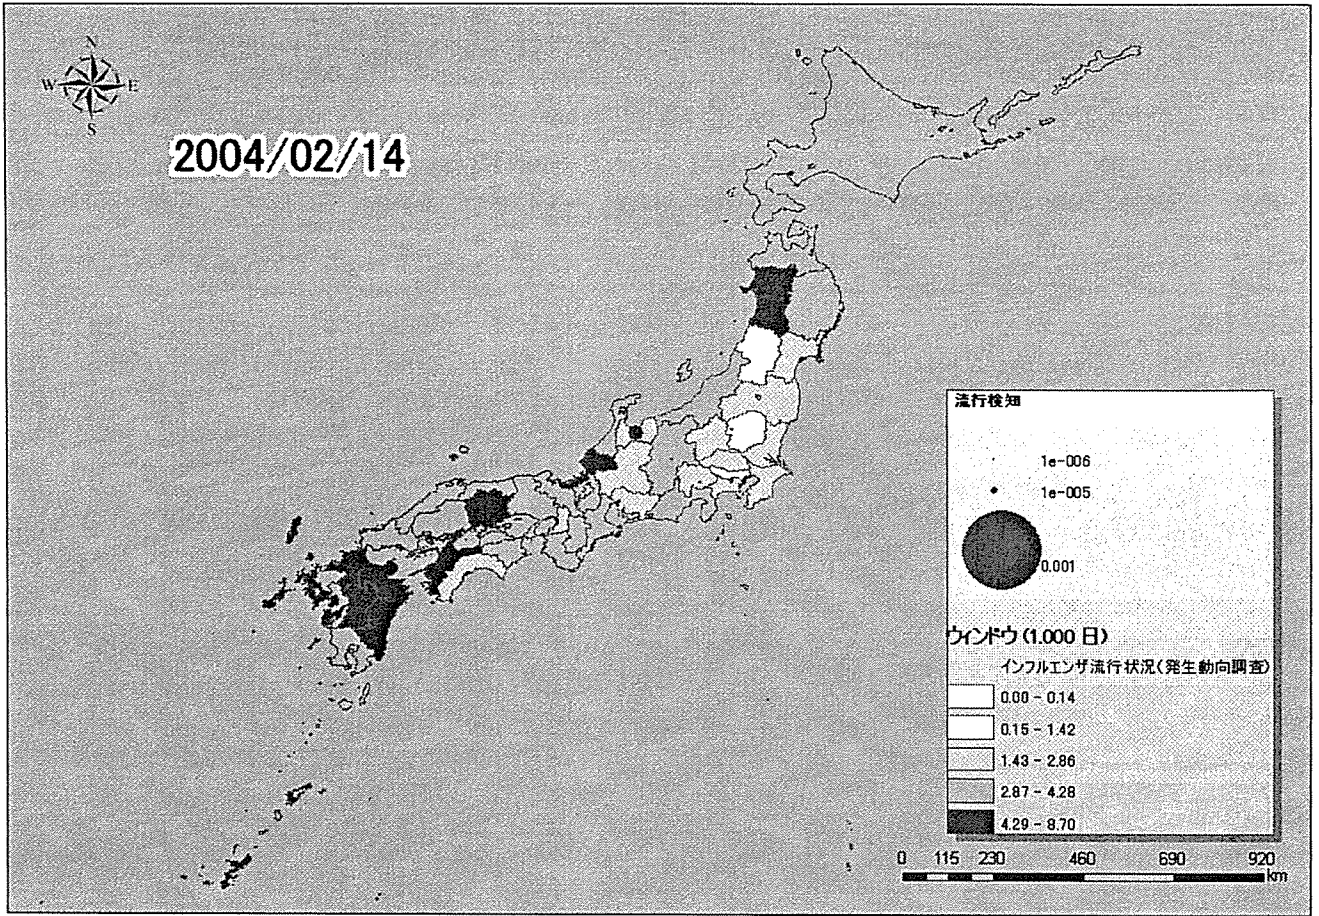 N
W E
S
2004/02/14
流行検知
1e-006
1e-005
0.001
ウィンドウ (1.000 日)
インフルエンザ流行状況(発生動向調査)
0.00 - 0.14
0.15 - 1.42
1.43 - 2.86
2.87 - 4.28
4.29 - 8.70
0 115 230 460 690 920
km